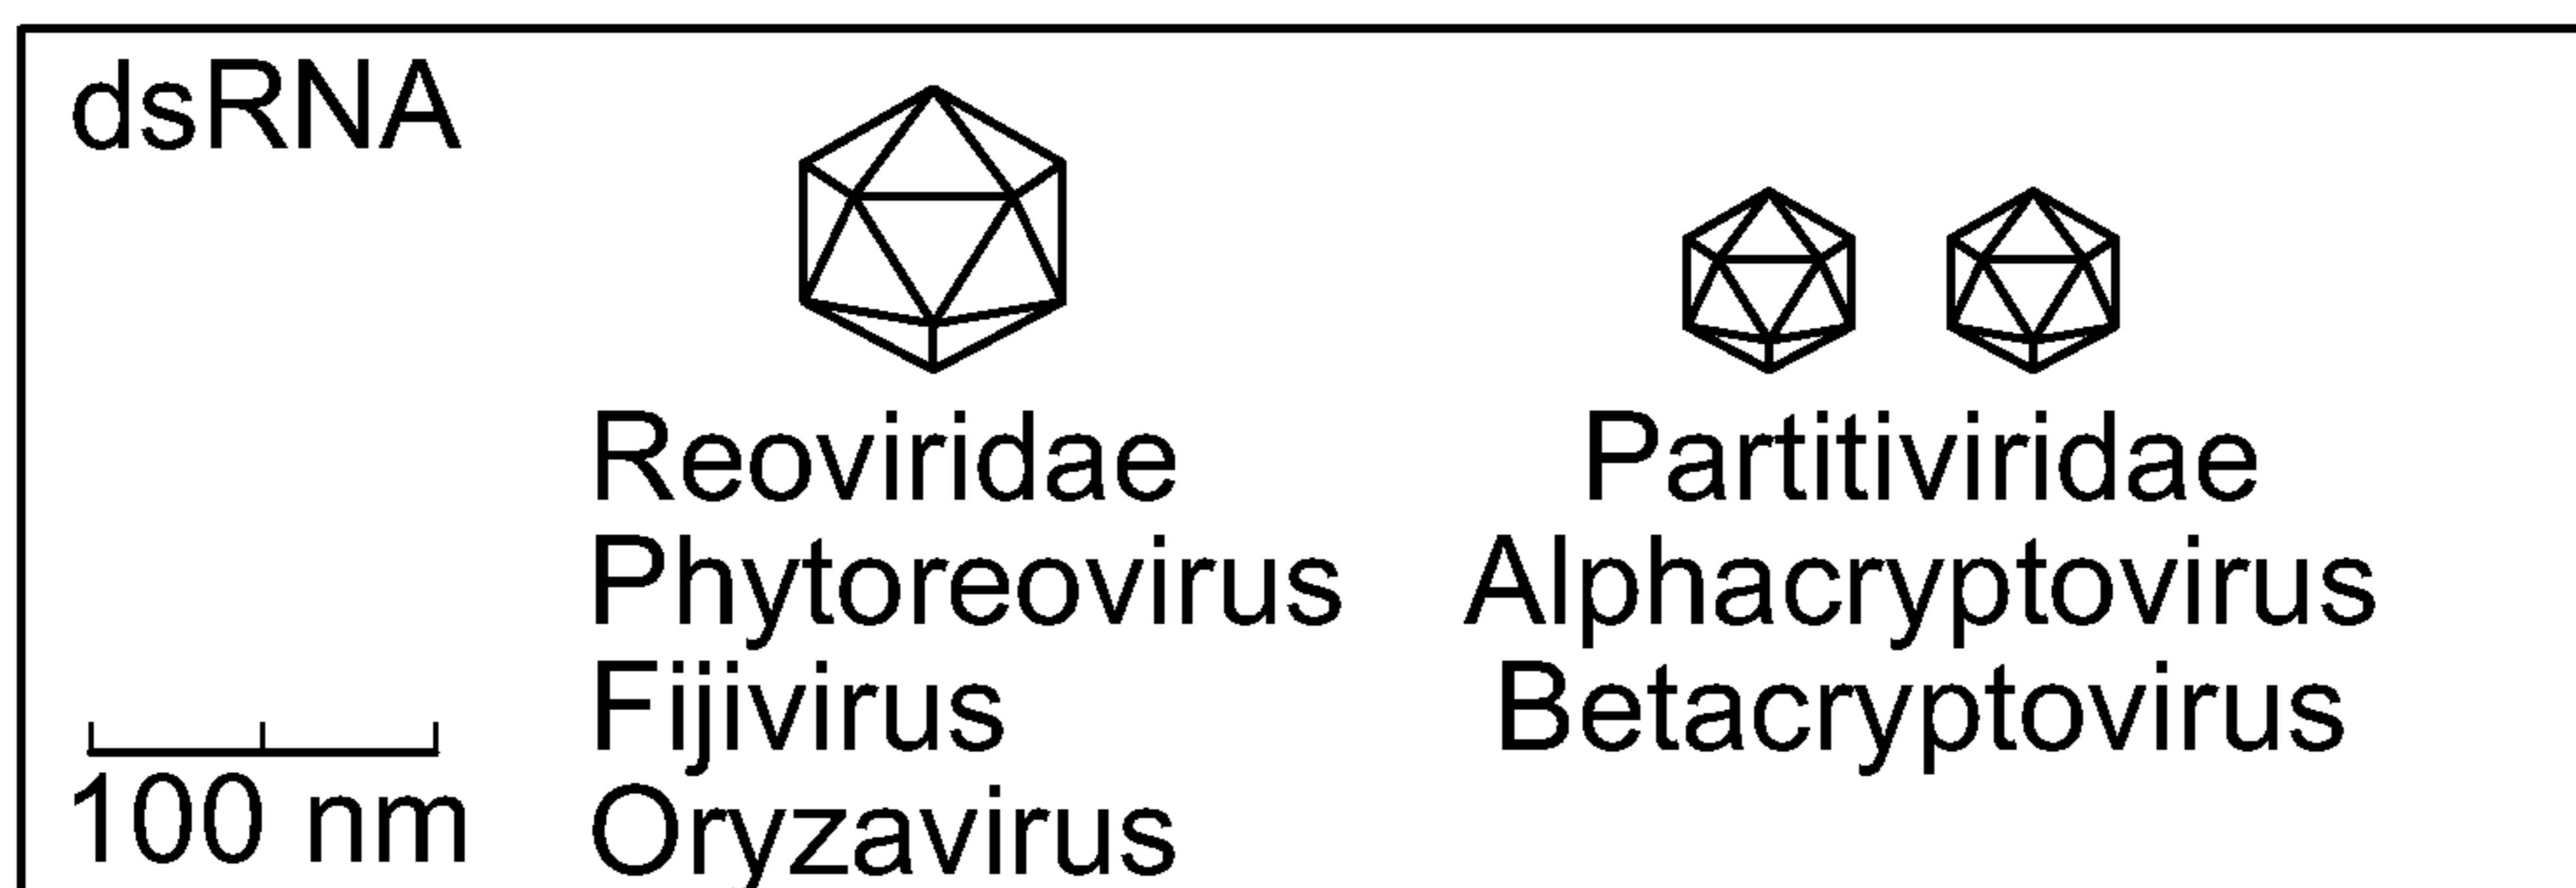 dsRNA
Reoviridae
Phytoreovirus
Fijivirus
Oryzavirus
Partitiviridae
Alphacryptovirus
Betacryptovirus
100 nm